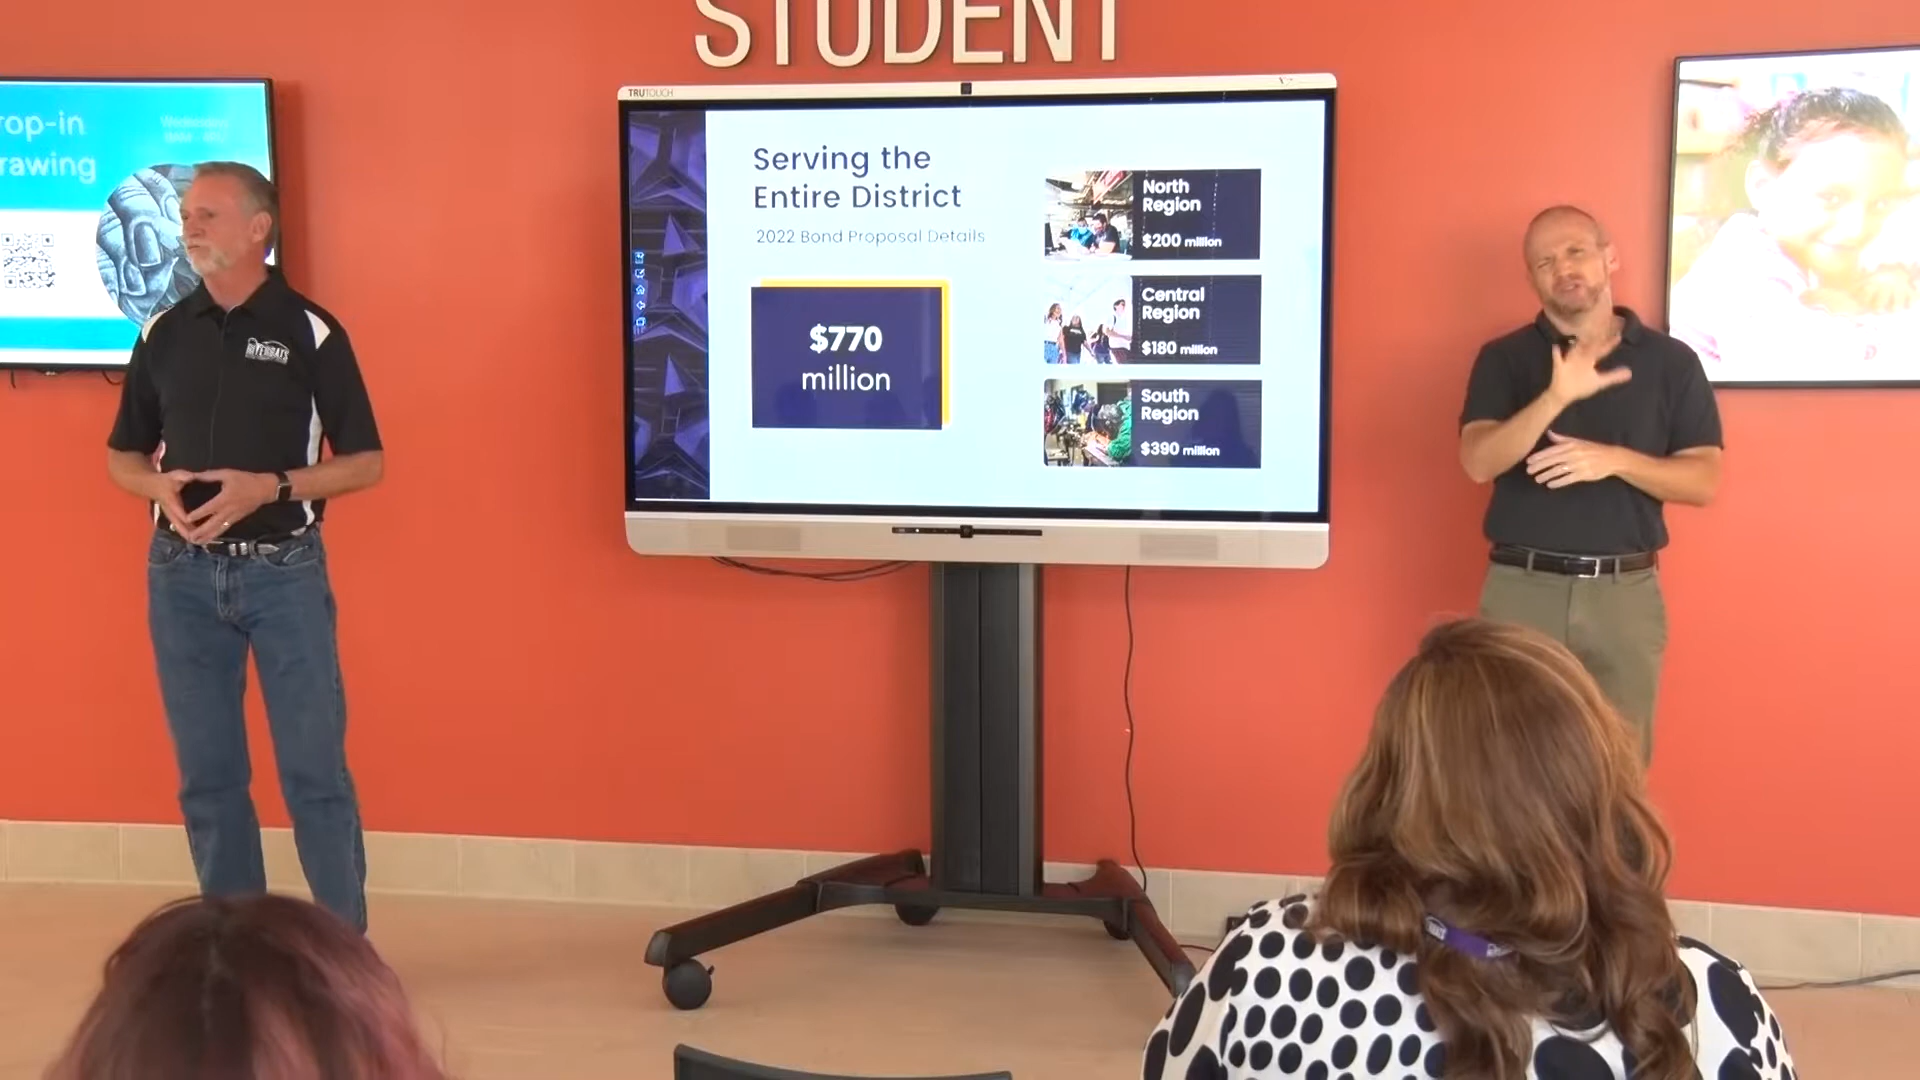 STUDENT
rop-in
rawing
RIVERBATS
TRUTOUCH
Serving the
Entire District
2022 Bond Proposal Details
$770
million
North
Region
$200 million
Central
Region
$180 million
South
Region
$390 million